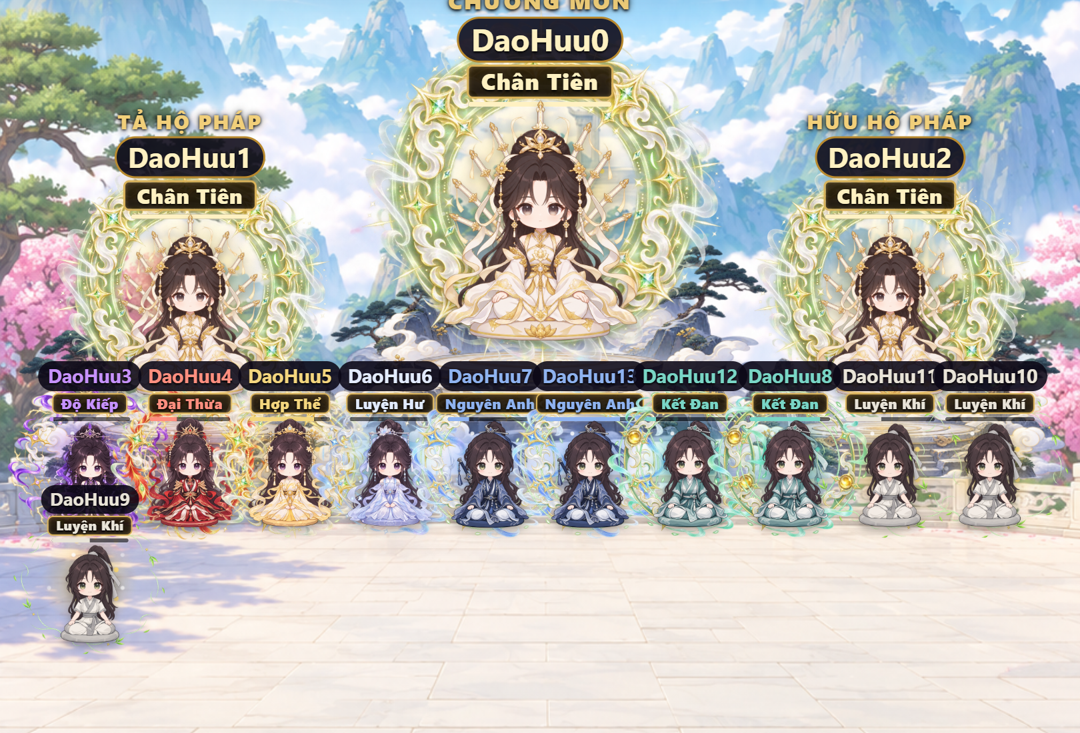 CHƯỞNG MÔN
DaoHuu0
Chân Tiên
TẢ HỘ PHÁP
DaoHuu1
Chân Tiên
HỮU HỘ PHÁP
DaoHuu2
Chân Tiên
DaoHuu3 DaoHuu4 DaoHuu5 DaoHuu6 DaoHuu7 DaoHuu13 DaoHuu12 DaoHuu8 DaoHuu11 DaoHuu10
Độ Kiếp Đại Thừa Hợp Thể Luyện Hư Nguyên Anh Nguyên Anh Kết Đan Kết Đan Luyện Khí Luyện Khí
DaoHuu9
Luyện Khí